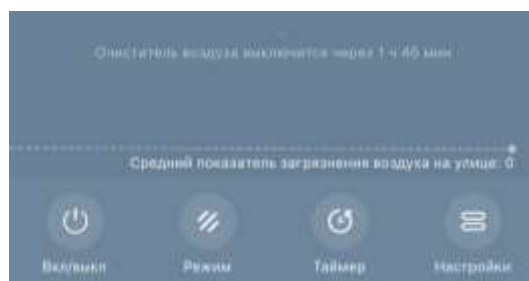 Очиститель воздуха выключится через 1 ч 46 мин
Средний показатель загрязнения воздуха на улице: 0
Вкл/выкл
Режим
Таймер
Настройки